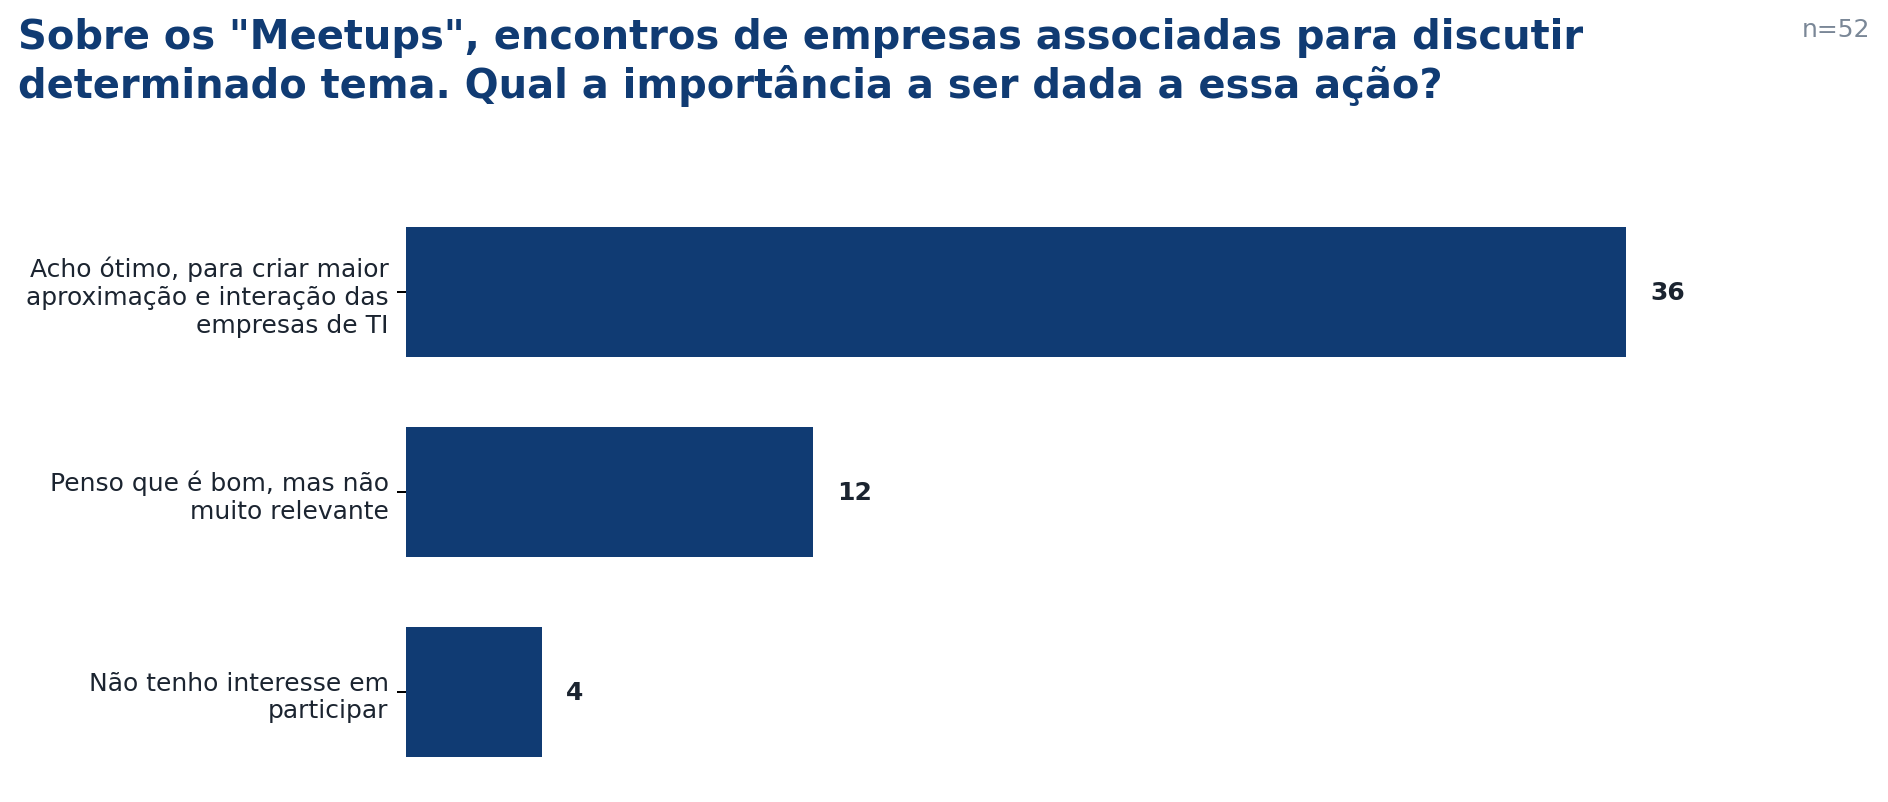 Sobre os "Meetups", encontros de empresas associadas para discutir
determinado tema. Qual a importância a ser dada a essa ação?
n=52
Acho ótimo, para criar maior
aproximação e interação das
empresas de TI
36
Penso que é bom, mas não
muito relevante
12
Não tenho interesse em
participar
4